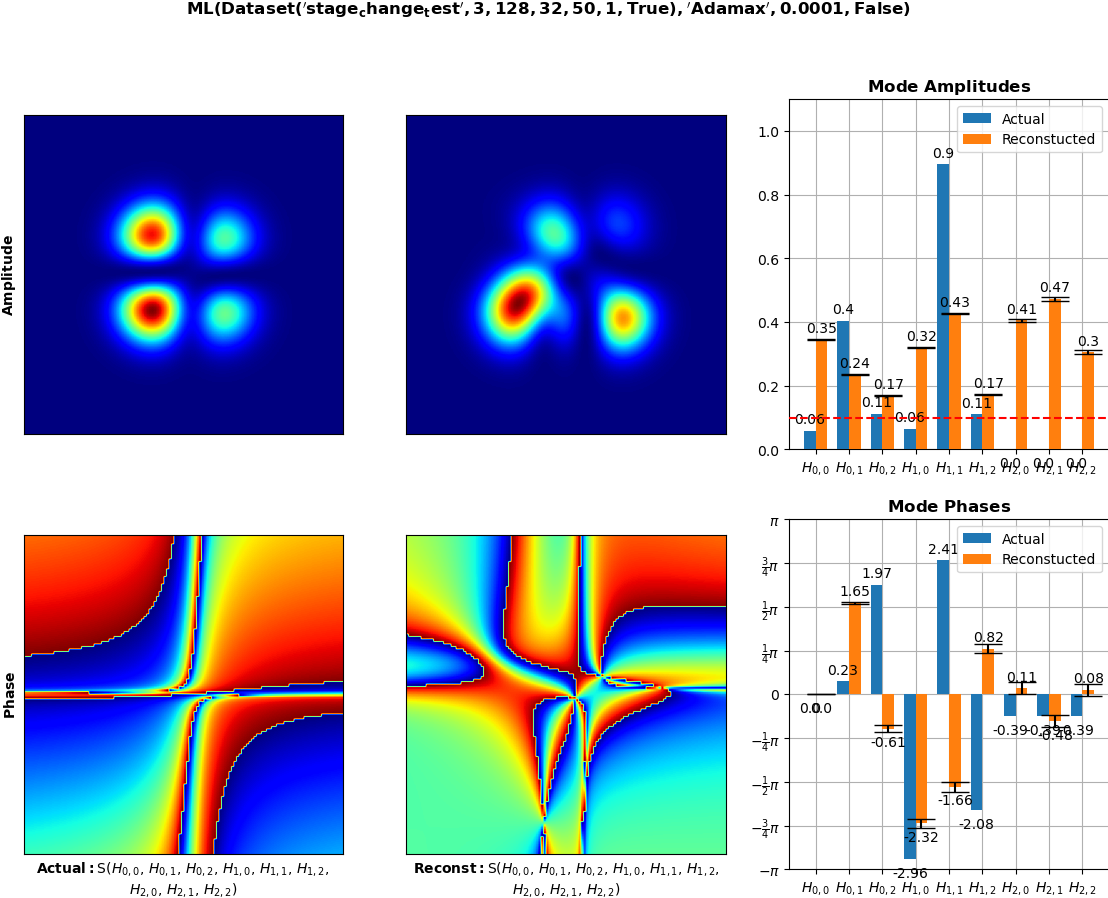 ML(Dataset('stage_change_test', 3, 128, 32, 50, 1, True), 'Adamax', 0.0001, False)
Amplitude
Mode Amplitudes
Actual
Reconstucted
1.0
0.8
0.6
0.4
0.2
0.0
0.06 0.4 0.11 0.06 0.9 0.11 0.0 0.0 0.0
0.35 0.24 0.17 0.32 0.43 0.17 0.41 0.47 0.3
H0,0 H0,1 H0,2 H1,0 H1,1 H1,2 H2,0 H2,1 H2,2
Phase
Actual: S(H0,0, H0,1, H0,2, H1,0, H1,1, H1,2,
H2,0, H2,1, H2,2)
Reconst: S(H0,0, H0,1, H0,2, H1,0, H1,1, H1,2,
H2,0, H2,1, H2,2)
Mode Phases
Actual
Reconstucted
π
3/4π
1/2π
1/4π
0
−1/4π
−1/2π
−3/4π
−π
0.0 0.23 1.97 -2.96 2.41 -2.08 -0.39 -0.39 -0.39
0.0 1.65 -0.61 -2.32 -1.66 0.82 0.11 -0.48 0.08
H0,0 H0,1 H0,2 H1,0 H1,1 H1,2 H2,0 H2,1 H2,2